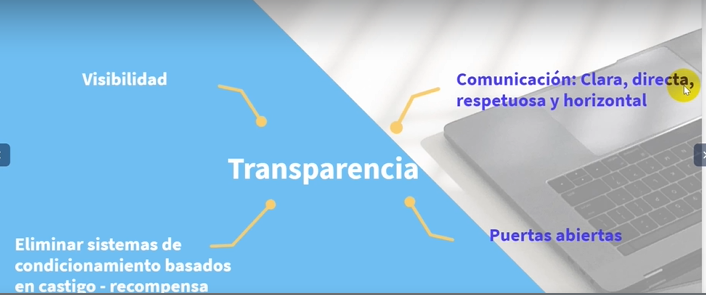 Visibilidad
Comunicación: Clara, directa,
respetuosa y horizontal
Transparencia
Eliminar sistemas de
condicionamiento basados
en castigo - recompensa
Puertas abiertas